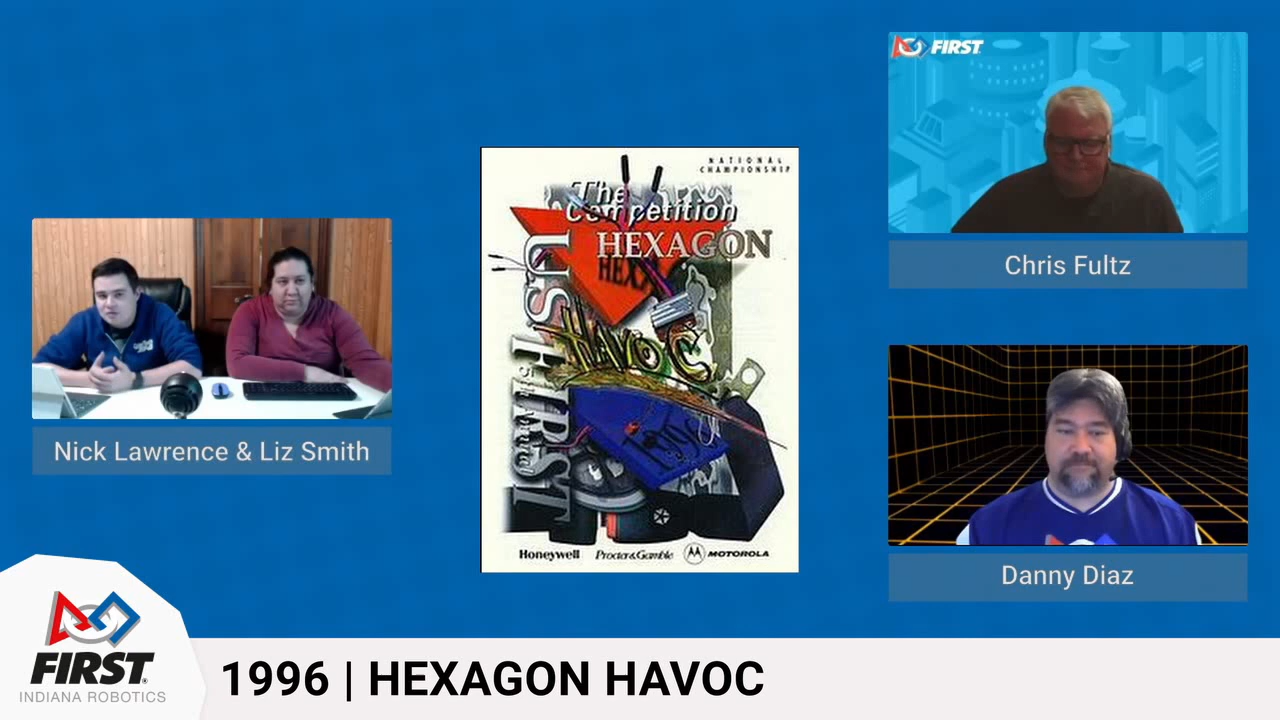 FIRST
NATIONAL
CHAMPIONSHIP
The
Competition
HEXAGON
HEXA
HAVOC
U.S. FIRST
Honeywell
Procter & Gamble
MOTOROLA
Nick Lawrence & Liz Smith
Chris Fultz
Danny Diaz
FIRST
INDIANA ROBOTICS
1996 | HEXAGON HAVOC